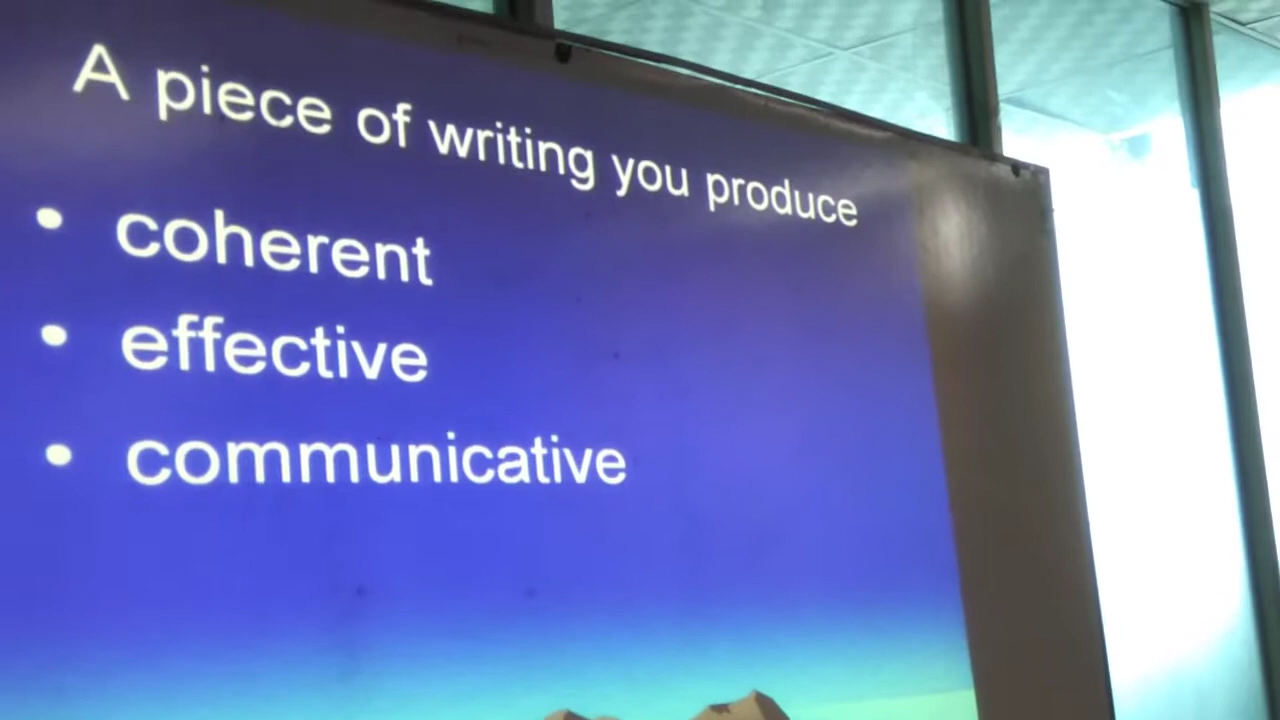 A piece of writing you produce
• coherent
• effective
• communicative